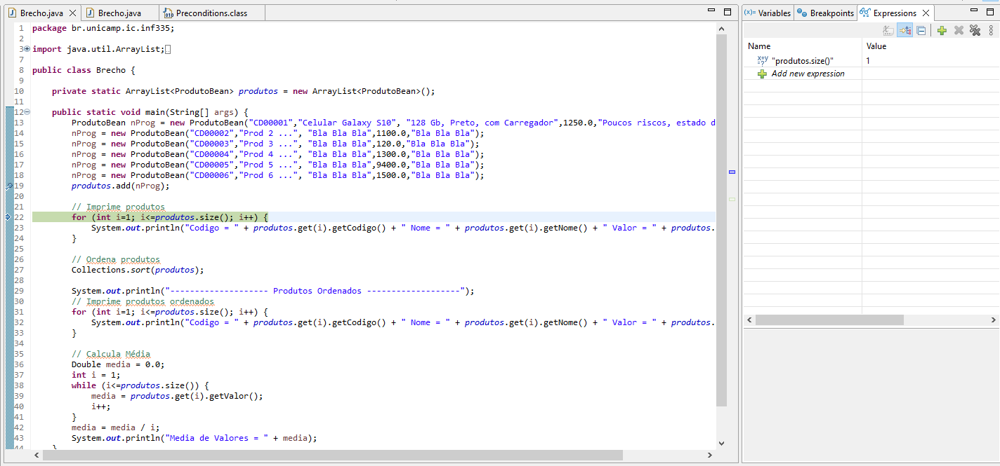 Brecho.java
Brecho.java
Preconditions.class
1 package br.unicamp.ic.inf335;
2
3 import java.util.ArrayList;
7
8 public class Brecho {
9
10 private static ArrayList<ProdutoBean> produtos = new ArrayList<ProdutoBean>();
11
12 public static void main(String[] args) {
13 ProdutoBean nProg = new ProdutoBean("CD00001","Celular Galaxy S10", "128 Gb, Preto, com Carregador",1250.0,"Poucos riscos, estado d
14 nProg = new ProdutoBean("CD00002","Prod 2 ...", "Bla Bla Bla",1100.0,"Bla Bla Bla");
15 nProg = new ProdutoBean("CD00003","Prod 3 ...", "Bla Bla Bla",120.0,"Bla Bla Bla");
16 nProg = new ProdutoBean("CD00004","Prod 4 ...", "Bla Bla Bla",1300.0,"Bla Bla Bla");
17 nProg = new ProdutoBean("CD00005","Prod 5 ...", "Bla Bla Bla",9400.0,"Bla Bla Bla");
18 nProg = new ProdutoBean("CD00006","Prod 6 ...", "Bla Bla Bla",1500.0,"Bla Bla Bla");
19 produtos.add(nProg);
20
21 // Imprime produtos
22 for (int i=1; i<=produtos.size(); i++) {
23 System.out.println("Codigo = " + produtos.get(i).getCodigo() + " Nome = " + produtos.get(i).getNome() + " Valor = " + produtos.
24 }
25
26 // Ordena produtos
27 Collections.sort(produtos);
28
29 System.out.println("-------------------- Produtos Ordenados -------------------");
30 // Imprime produtos ordenados
31 for (int i=1; i<=produtos.size(); i++) {
32 System.out.println("Codigo = " + produtos.get(i).getCodigo() + " Nome = " + produtos.get(i).getNome() + " Valor = " + produtos.
33 }
34
35 // Calcula Média
36 Double media = 0.0;
37 int i = 1;
38 while (i<=produtos.size()) {
39 media = produtos.get(i).getValor();
40 i++;
41 }
42 media = media / i;
43 System.out.println("Media de Valores = " + media);
44 }
Variables
Breakpoints
Expressions
Name Value
"produtos.size()" 1
Add new expression